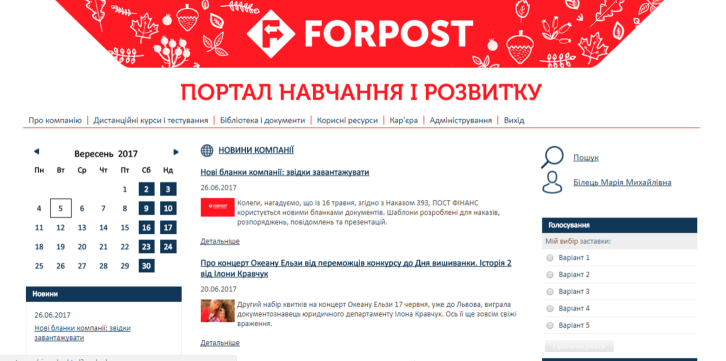 FORPOST
ПОРТАЛ НАВЧАННЯ І РОЗВИТКУ
Про компанію | Дистанційні курси і тестування | Бібліотека і документи | Корисні ресурси | Кар'єра | Адміністрування | Вихід
Вересень 2017
Пн Вт Ср Чт Пт Сб Нд
1 2 3
4 5 6 7 8 9 10
11 12 13 14 15 16 17
18 19 20 21 22 23 24
25 26 27 28 29 30
Новини
26.06.2017
Нові бланки компанії: звідки
завантажувати
НОВИНИ КОМПАНІЇ
Нові бланки компанії: звідки завантажувати
26.06.2017
Колеги, нагадуємо, що із 16 травня, згідно з Наказом 393, ПОСТ ФІНАНС
користується новими бланками документів. Шаблони розроблені для наказів,
розпоряджень, повідомлень та презентацій.
Детальніше
Про концерт Океану Ельзи від переможців конкурсу до Дня вишиванки. Історія 2
від Ілони Кравчук
20.06.2017
Другий набір квитків на концерт Океану Ельзи 17 червня, уже до Львова, виграла
документознавець юридичного департаменту Ілона Кравчук. Ось її ще зовсім свіжі
враження.
Детальніше
Пошук
Білець Марія Михайлівна
Голосування
Мій вибір заставки:
Варіант 1
Варіант 2
Варіант 3
Варіант 4
Варіант 5